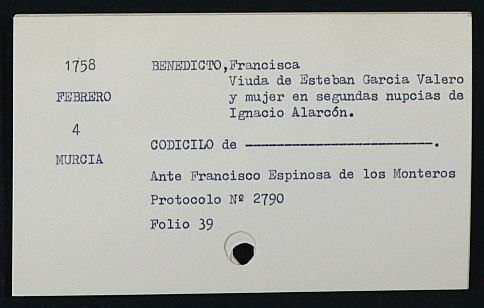 1758
FEBRERO
4
MURCIA
BENEDICTO,Francisca
Viuda de Esteban Garcia Valero
y mujer en segundas nupcias de
Ignacio Alarcón.
CODICILO de ------------------------.
Ante Francisco Espinosa de los Monteros
Protocolo Nº 2790
Folio 39